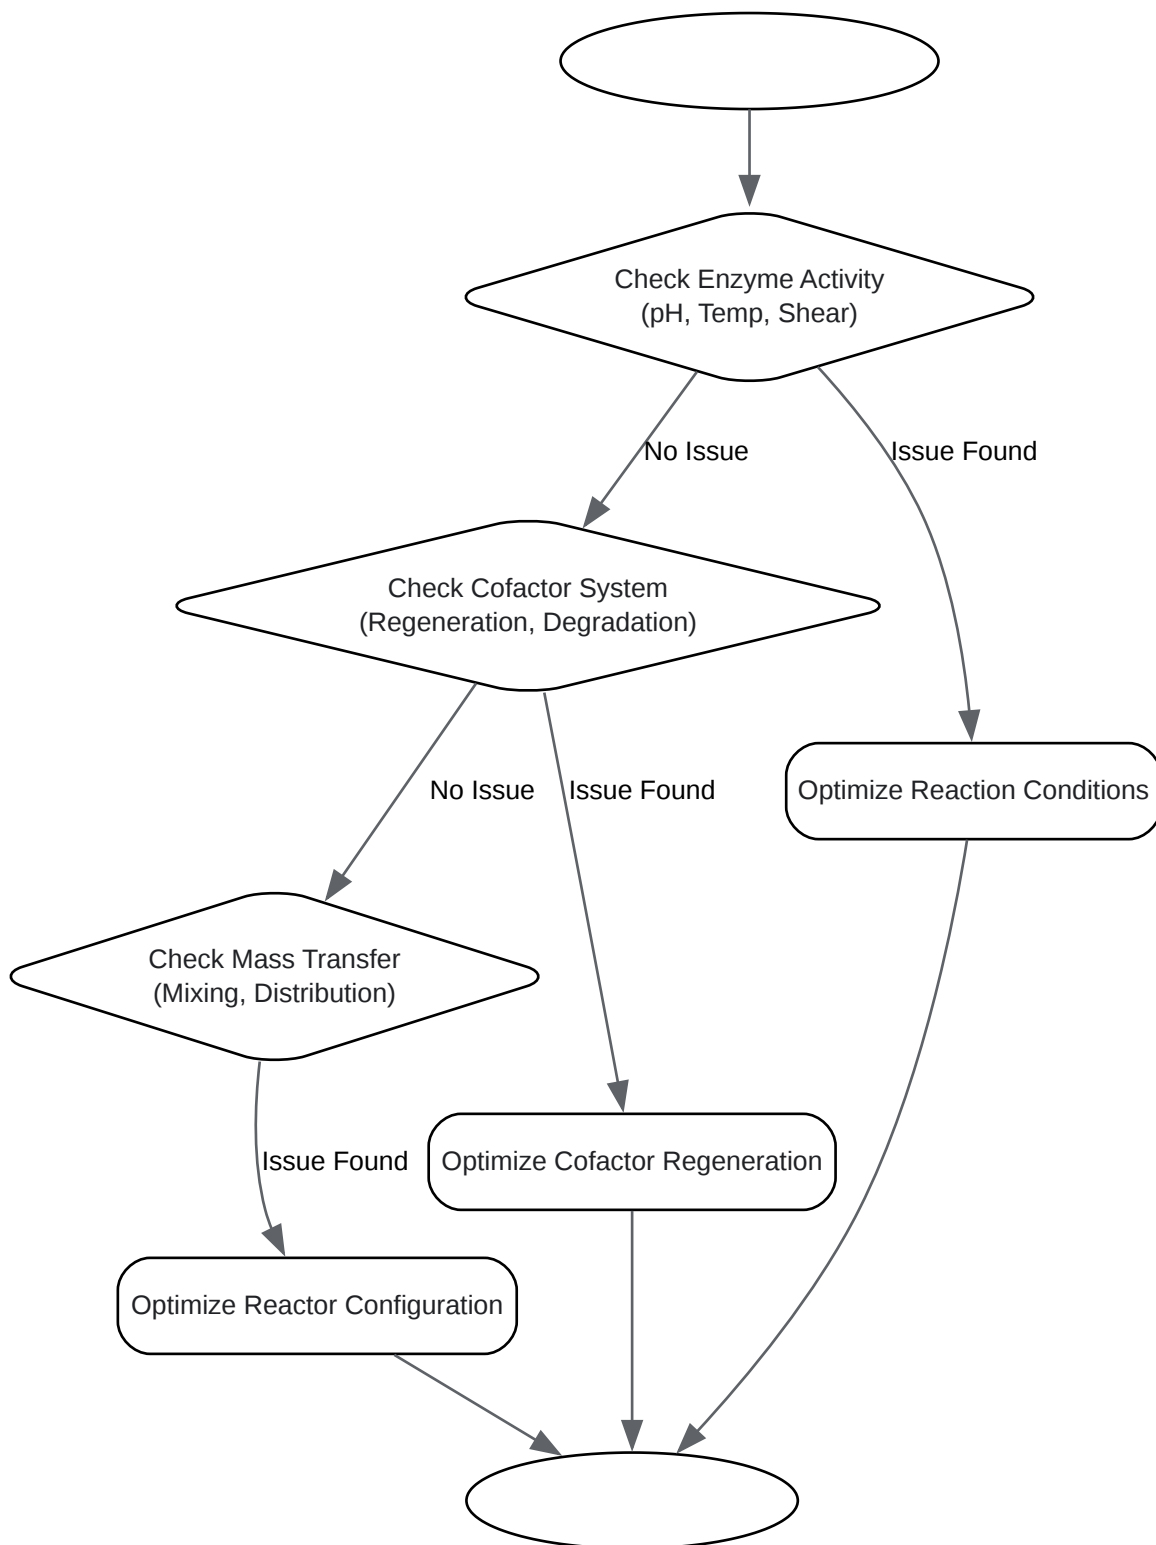 Check Enzyme Activity
(pH, Temp, Shear)
No Issue
Issue Found
Check Cofactor System
(Regeneration, Degradation)
No Issue
Issue Found
Optimize Reaction Conditions
Check Mass Transfer
(Mixing, Distribution)
Issue Found
Optimize Cofactor Regeneration
Optimize Reactor Configuration